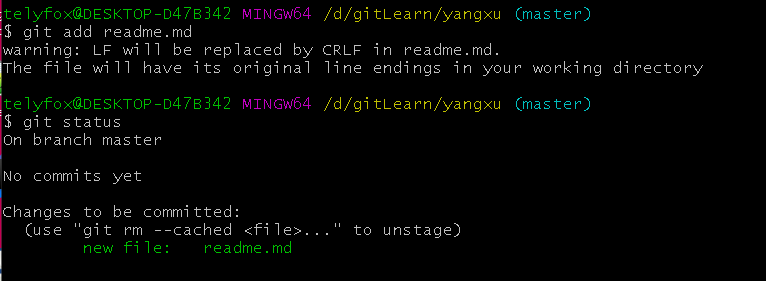 telyfox@DESKTOP-D47B342 MINGW64 /d/gitLearn/yangxu (master)
$ git add readme.md
warning: LF will be replaced by CRLF in readme.md.
The file will have its original line endings in your working directory
telyfox@DESKTOP-D47B342 MINGW64 /d/gitLearn/yangxu (master)
$ git status
On branch master
No commits yet
Changes to be committed:
(use "git rm --cached <file>..." to unstage)
new file: readme.md